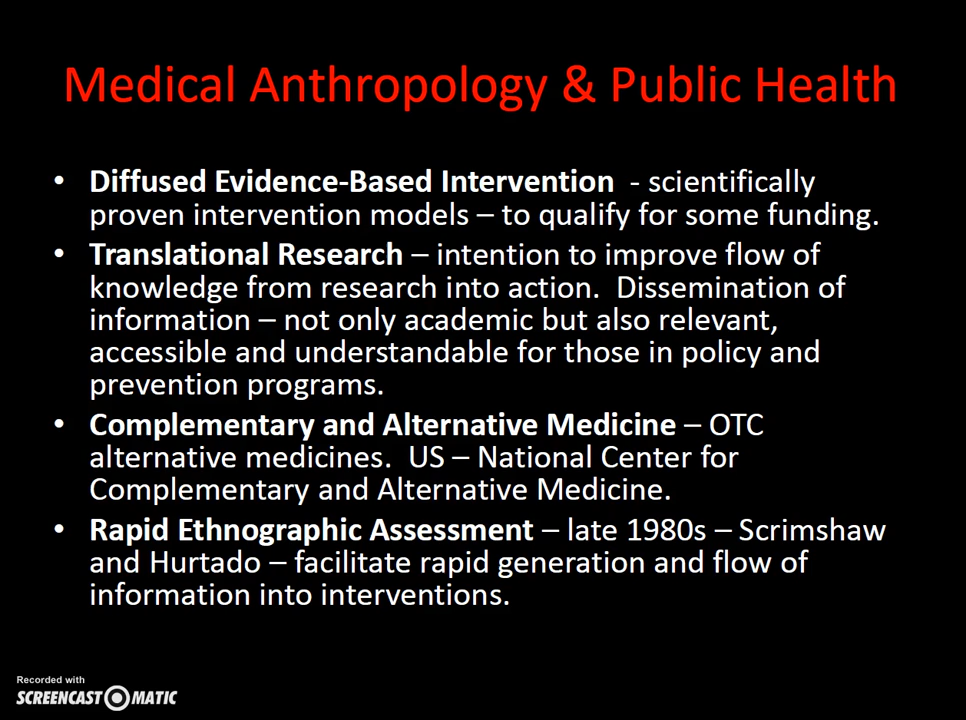 Medical Anthropology & Public Health
• Diffused Evidence-Based Intervention  - scientifically
proven intervention models – to qualify for some funding.
• Translational Research – intention to improve flow of
knowledge from research into action.  Dissemination of
information – not only academic but also relevant,
accessible and understandable for those in policy and
prevention programs.
• Complementary and Alternative Medicine – OTC
alternative medicines.  US – National Center for
Complementary and Alternative Medicine.
• Rapid Ethnographic Assessment – late 1980s – Scrimshaw
and Hurtado – facilitate rapid generation and flow of
information into interventions.
Recorded with
SCREENCAST MATIC